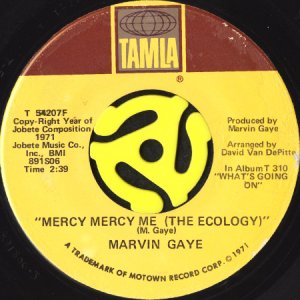 TAMLA
®
T 54207F
Copy-Right Year of
Jobete Composition
1971
Jobete Music Co.,
Inc., BMI
891S06
Time 2:39
Produced by
Marvin Gaye
Arranged by
David Van DePitte
In Album T 310
"WHAT'S GOING
ON"
"MERCY MERCY ME (THE ECOLOGY)"
(M. Gaye)
MARVIN GAYE
A TRADEMARK OF MOTOWN RECORD CORP. © 1971